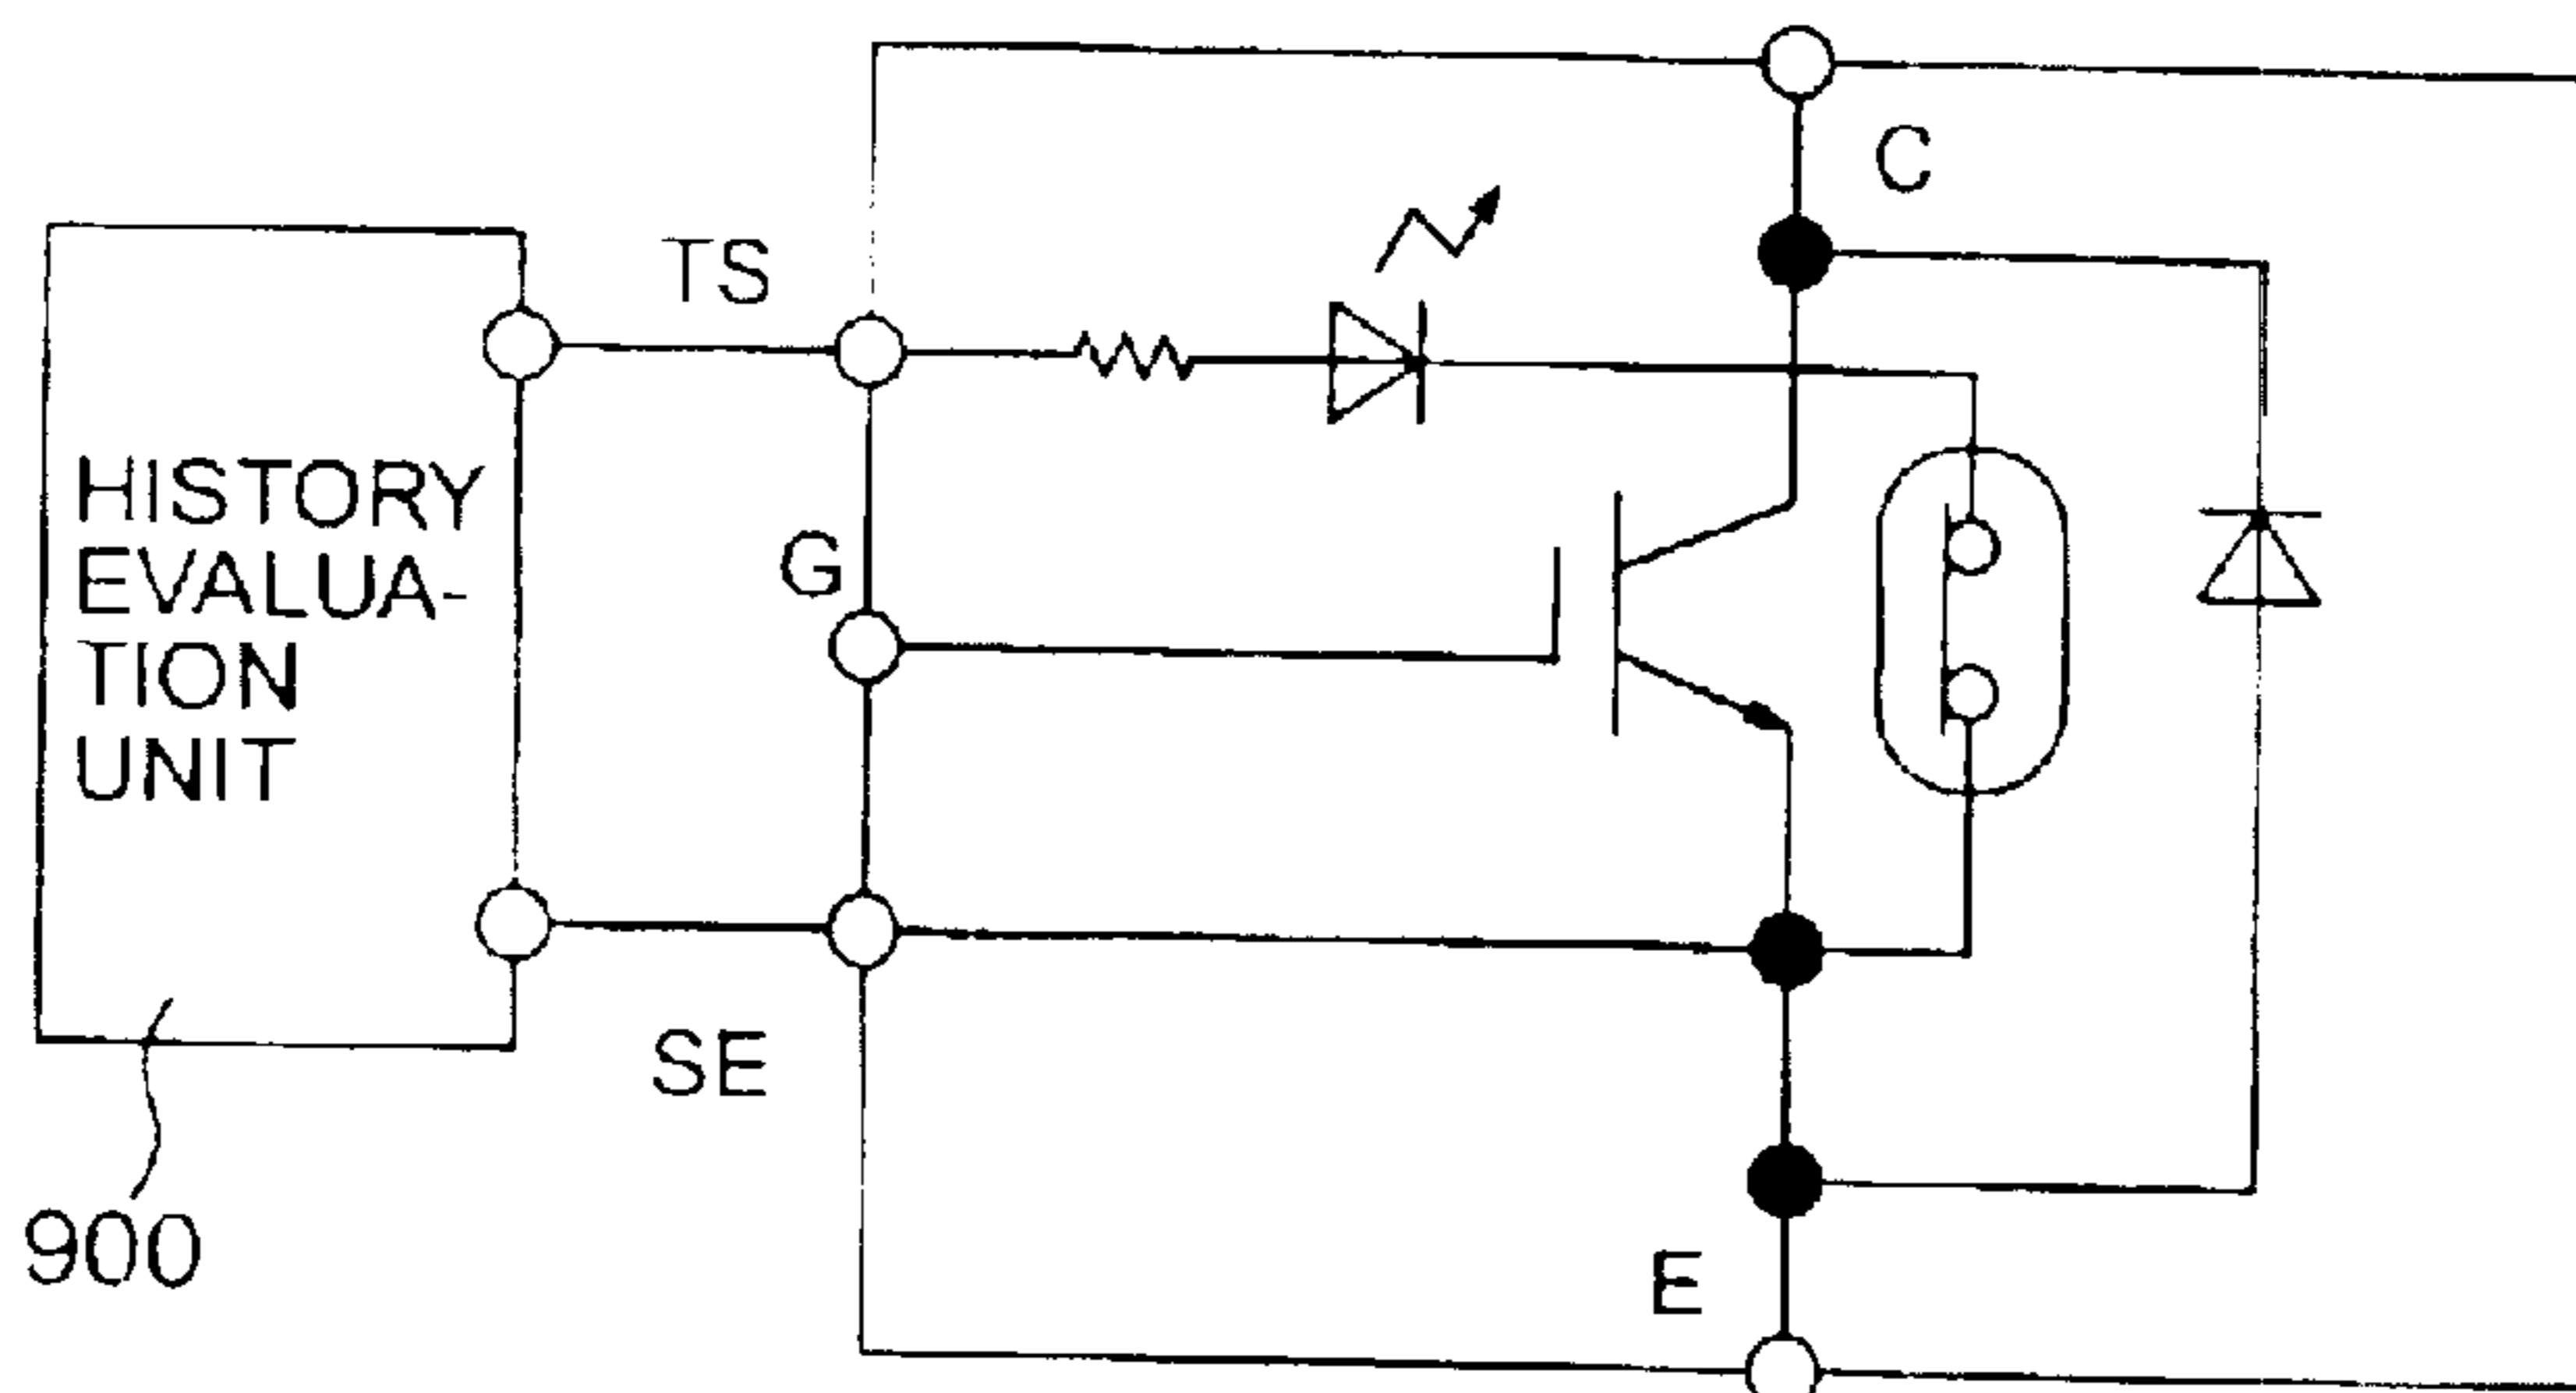 C
TS
HISTORY
EVALUA-
TION
UNIT
G
SE
900
E